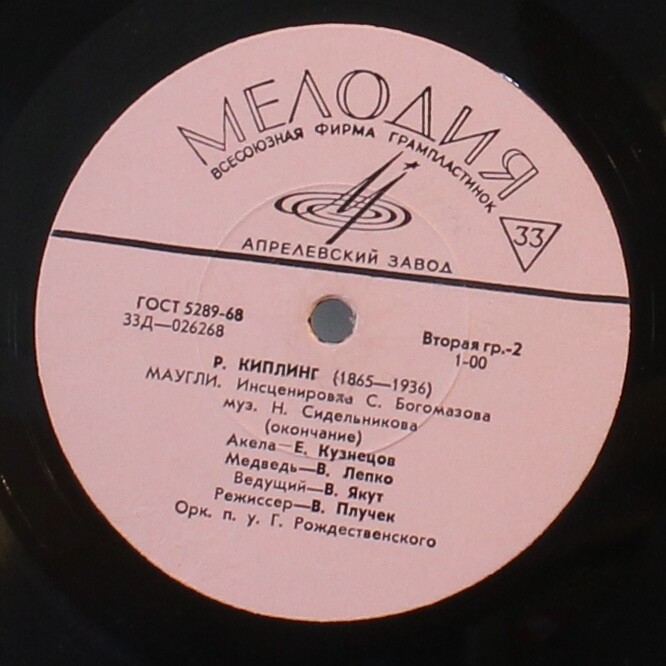 МЕЛОДИЯ
ВСЕСОЮЗНАЯ ФИРМА ГРАМПЛАСТИНОК
33
АПРЕЛЕВСКИЙ ЗАВОД
ГОСТ 5289-68
33Д—026268
Вторая гр.-2
1-00
Р. КИПЛИНГ (1865—1936)
МАУГЛИ. Инсценировка С. Богомазова
муз. Н. Сидельникова
(окончание)
Акела—Е. Кузнецов
Медведь—В. Лепко
Ведущий—В. Якут
Режиссер—В. Плучек
Орк. п. у. Г. Рождественского